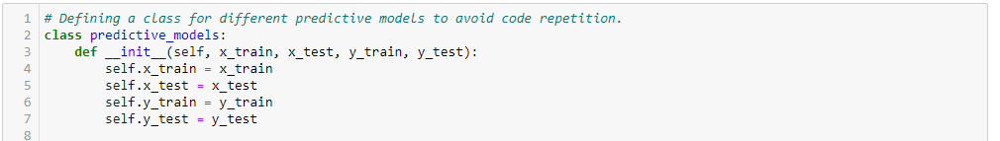 1 # Defining a class for different predictive models to avoid code repetition.
2 class predictive_models:
3     def __init__(self, x_train, x_test, y_train, y_test):
4         self.x_train = x_train
5         self.x_test = x_test
6         self.y_train = y_train
7         self.y_test = y_test
8